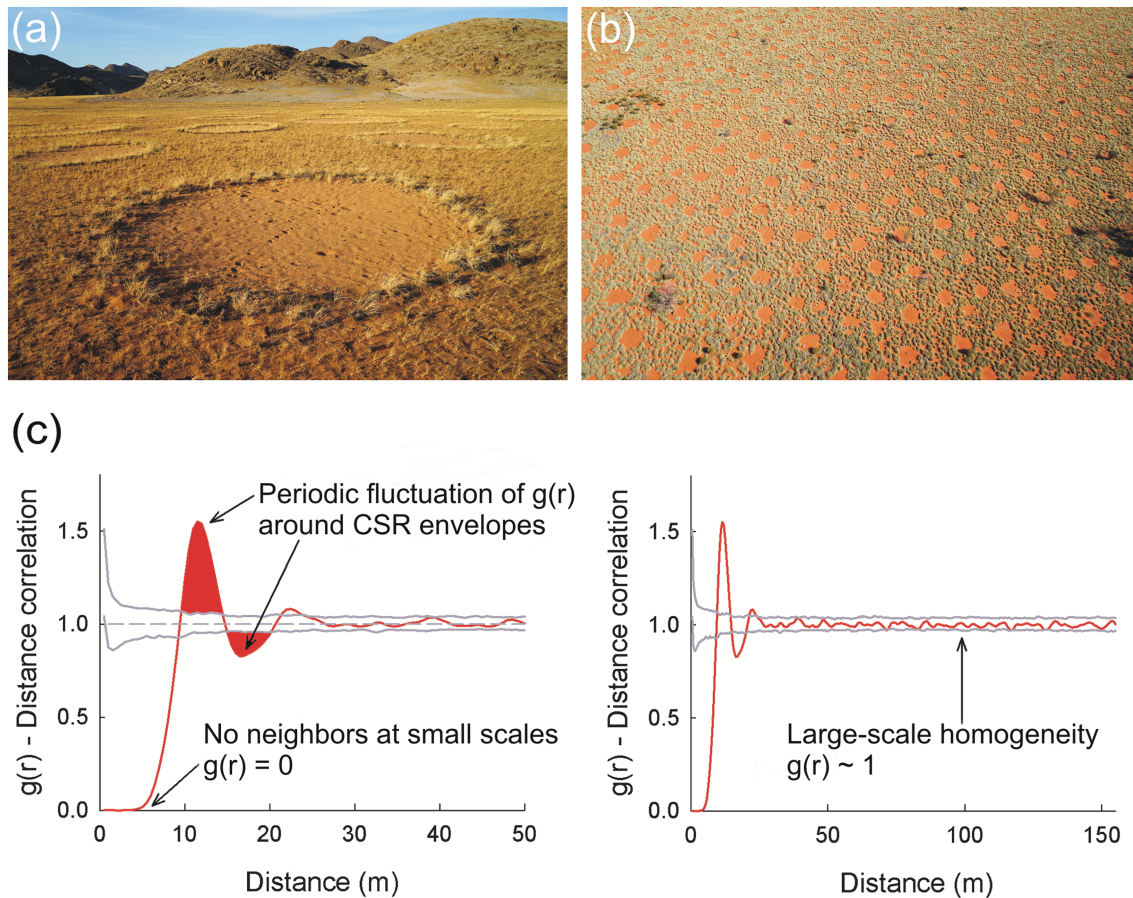 (a)
(b)
(c)
g(r) - Distance correlation
1.5
1.0
0.5
0.0
Periodic fluctuation of g(r)
around CSR envelopes
No neighbors at small scales
g(r) = 0
0 10 20 30 40 50
Distance (m)
g(r) - Distance correlation
1.5
1.0
0.5
0.0
Large-scale homogeneity
g(r) ~ 1
0 50 100 150
Distance (m)